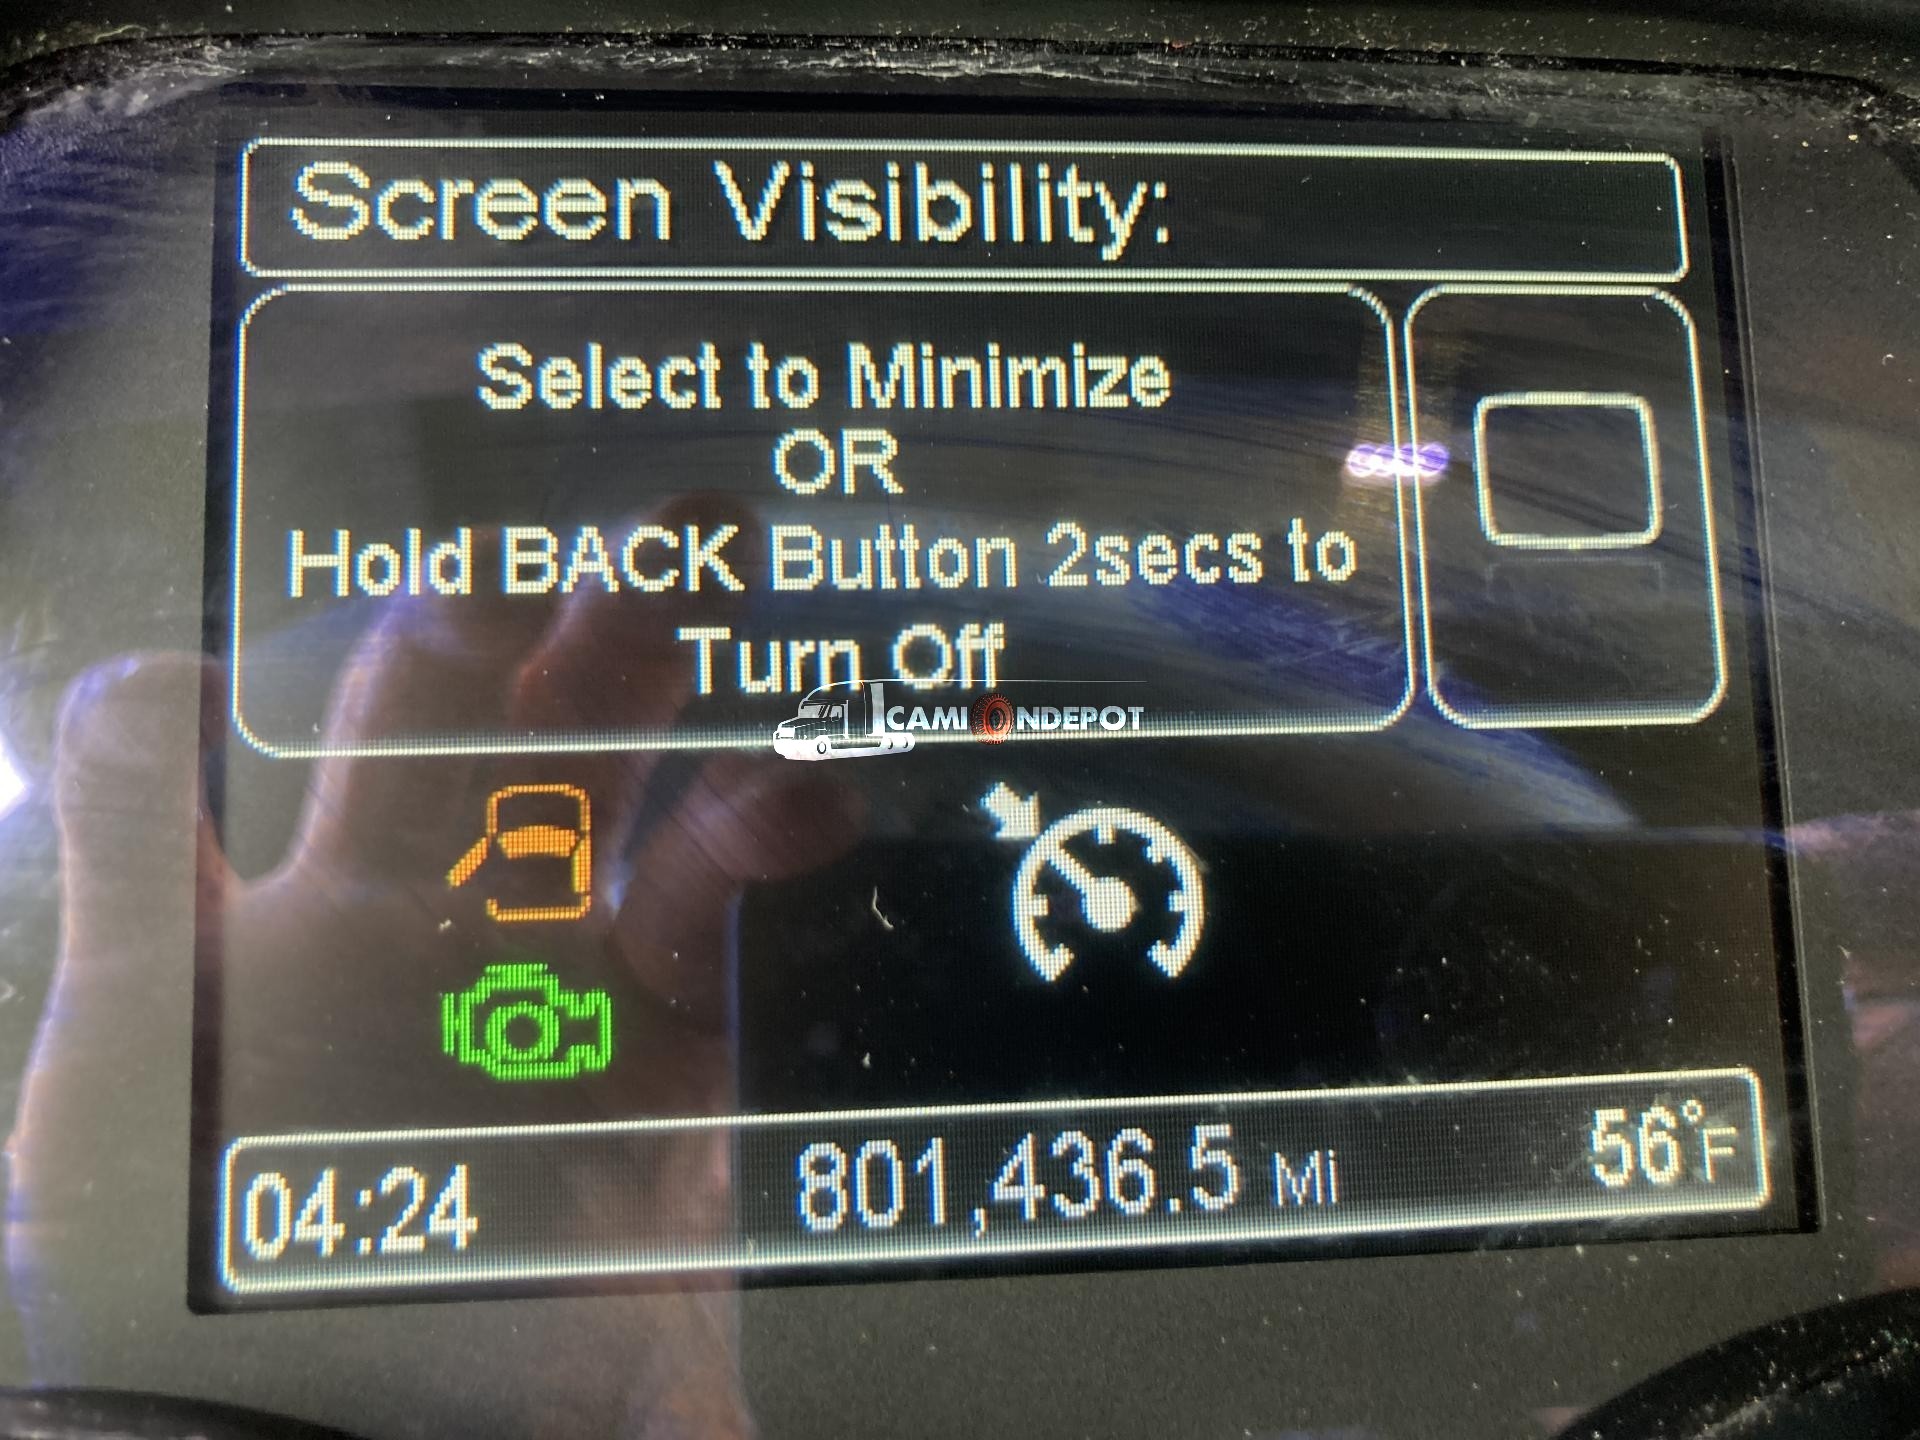 Screen Visibility:
Select to Minimize
OR
Hold BACK Button 2secs to
Turn Off
CAMIONDEPOT
04:24
801,436.5 Mi
56°F